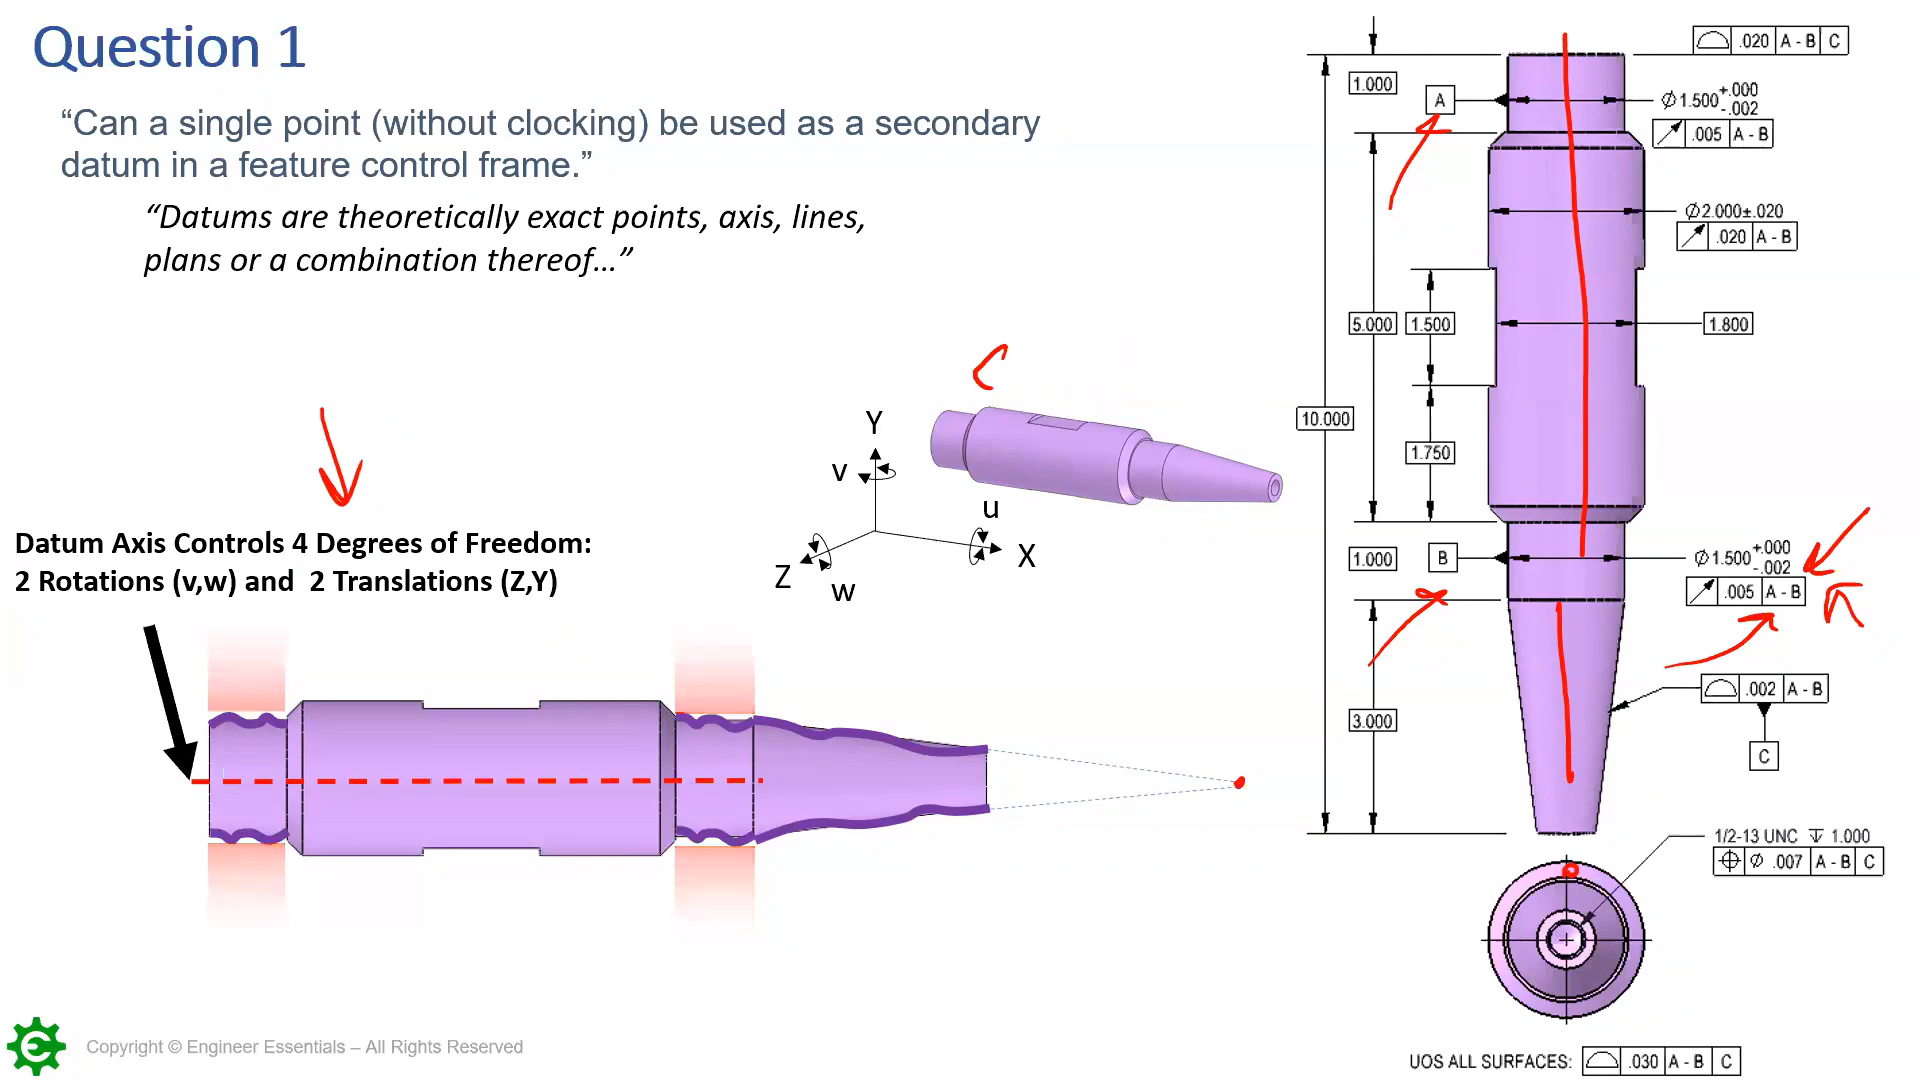 Question 1
“Can a single point (without clocking) be used as a secondary
datum in a feature control frame.”
“Datums are theoretically exact points, axis, lines,
plans or a combination thereof…”
Datum Axis Controls 4 Degrees of Freedom:
2 Rotations (v,w) and 2 Translations (Z,Y)
Y
v
u
X
Z
w
.020 A - B C
1.000
A
Ø1.500 +.000
-.002
.005 A - B
Ø2.000±.020
.020 A - B
5.000
1.500
1.800
10.000
1.750
1.000
B
Ø1.500 +.000
-.002
.005 A - B
.002 A - B
C
3.000
1/2-13 UNC ↧ 1.000
⌖ Ø .007 A - B C
UOS ALL SURFACES: ⌓ .030 A - B C
Copyright © Engineer Essentials – All Rights Reserved